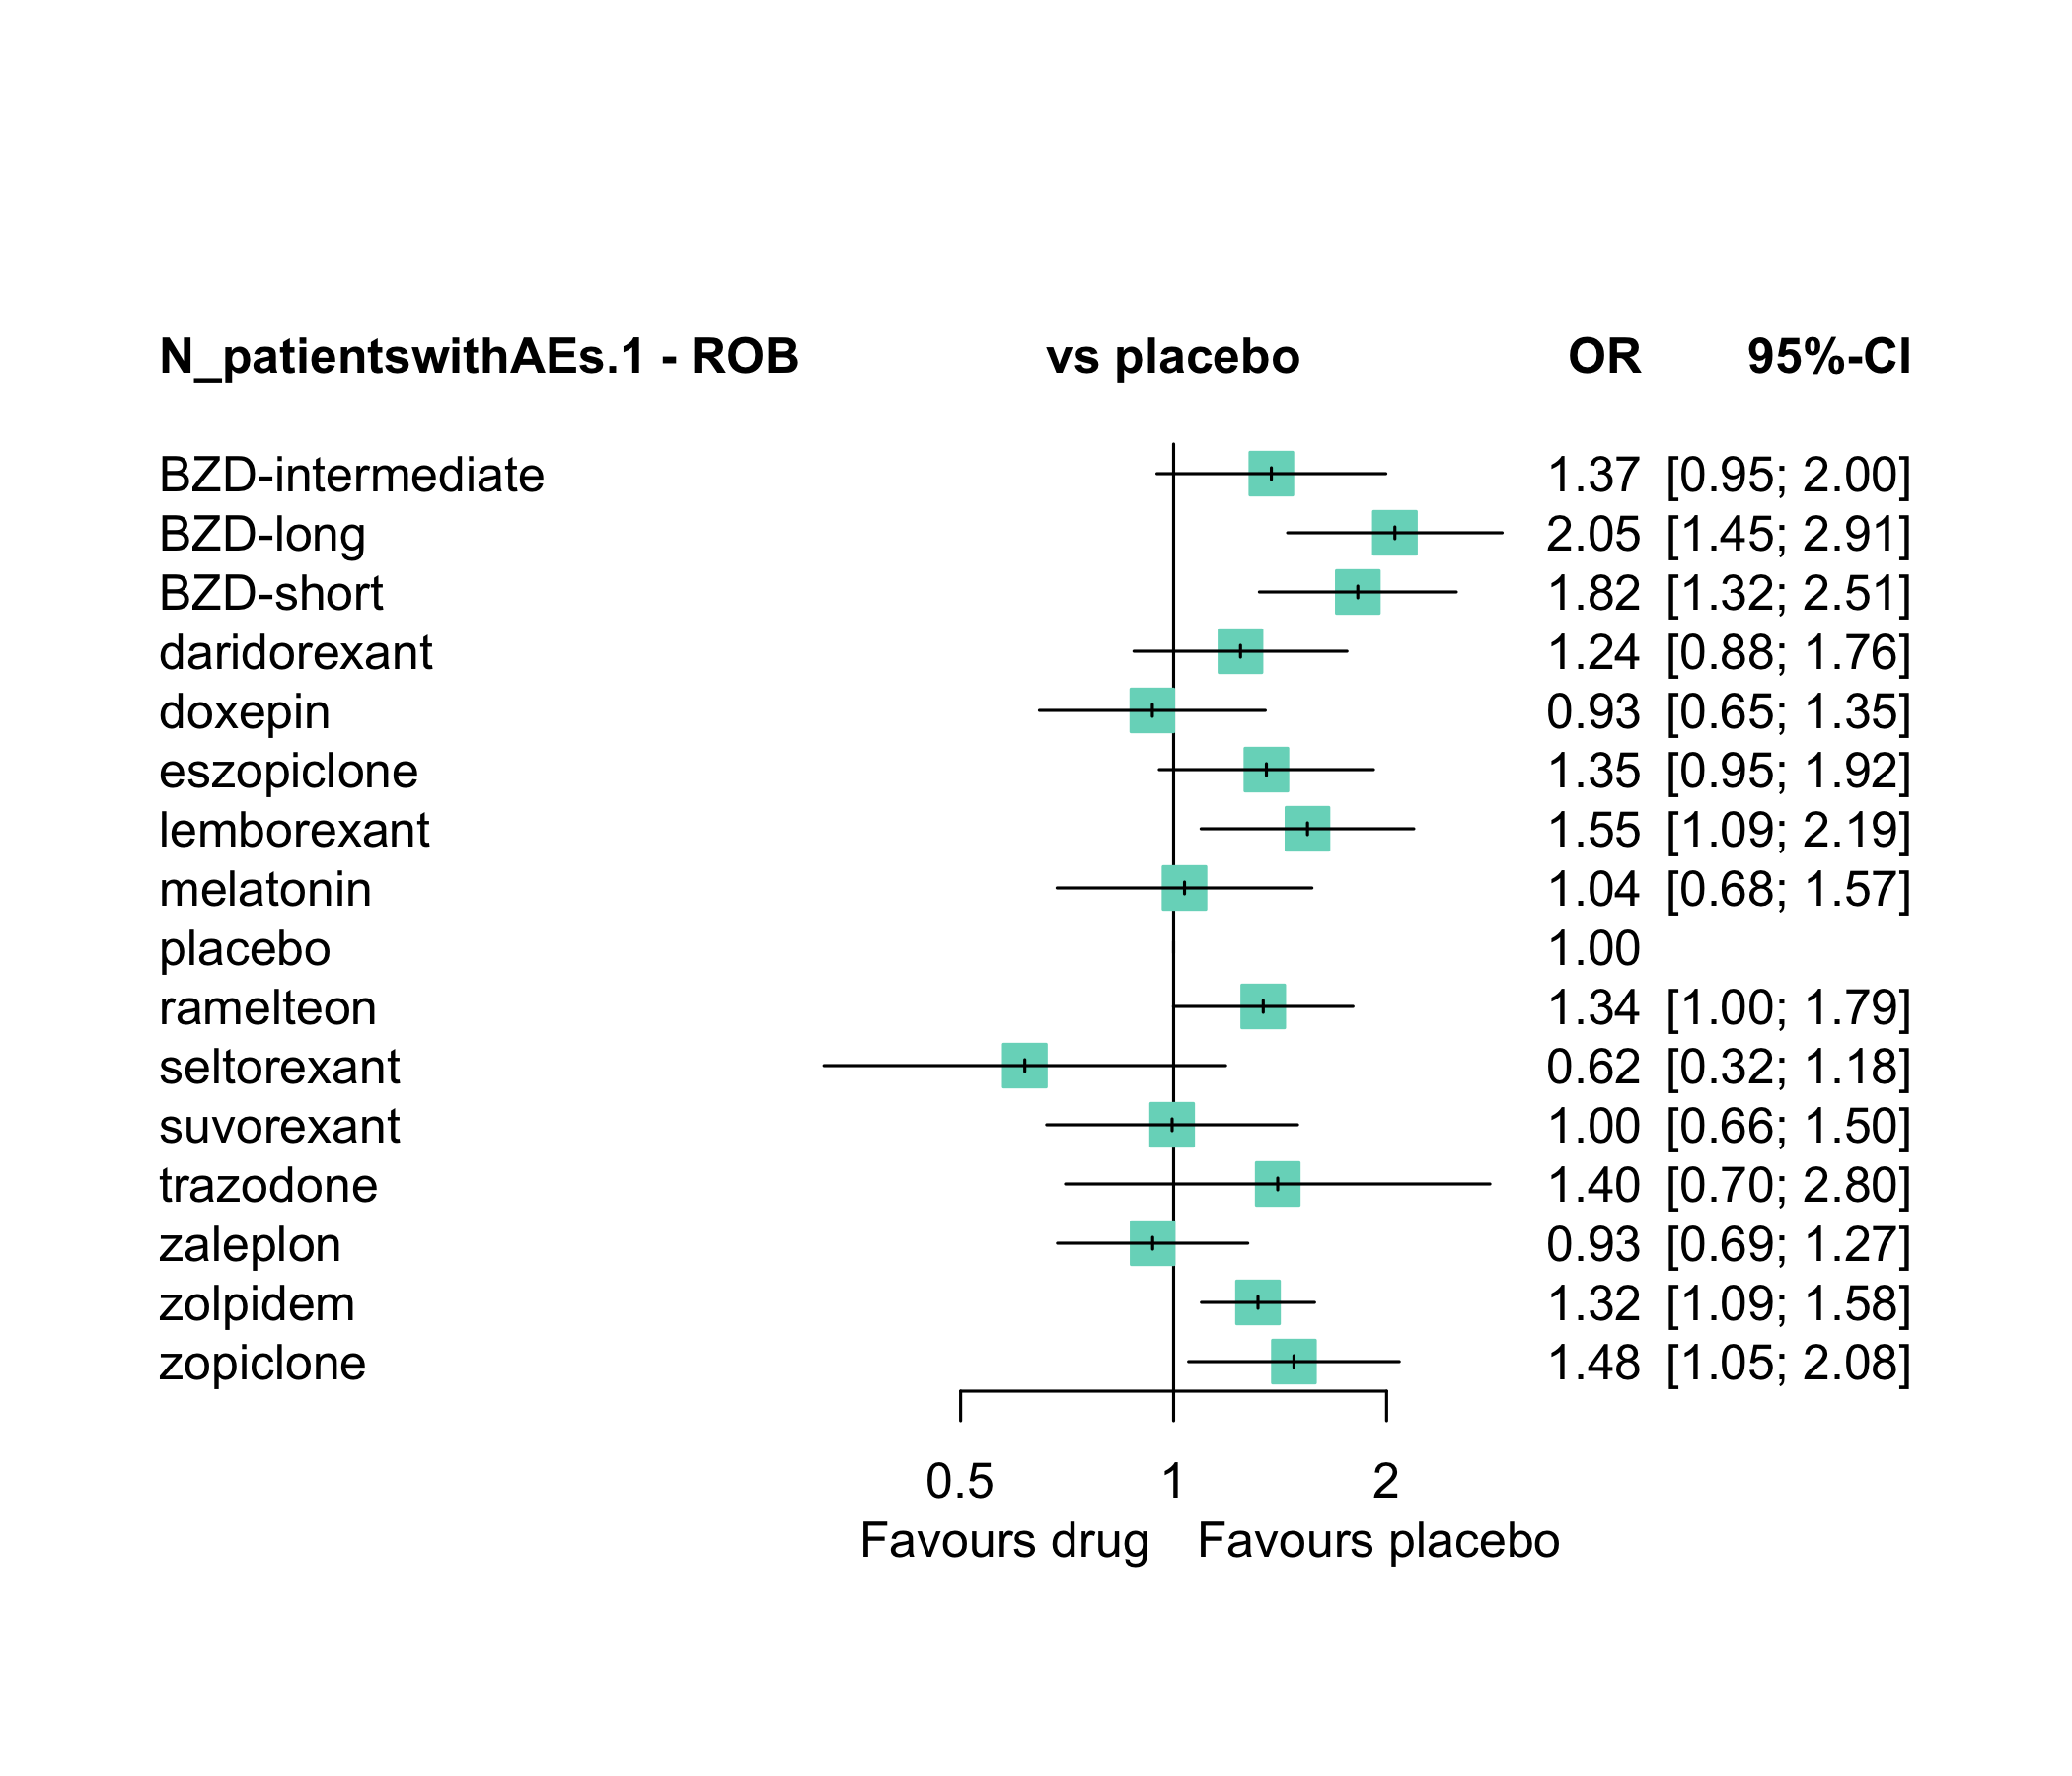 N_patientswithAEs.1 - ROB vs placebo OR 95%-CI
BZD-intermediate 1.37 [0.95; 2.00]
BZD-long 2.05 [1.45; 2.91]
BZD-short 1.82 [1.32; 2.51]
daridorexant 1.24 [0.88; 1.76]
doxepin 0.93 [0.65; 1.35]
eszopiclone 1.35 [0.95; 1.92]
lemborexant 1.55 [1.09; 2.19]
melatonin 1.04 [0.68; 1.57]
placebo 1.00
ramelteon 1.34 [1.00; 1.79]
seltorexant 0.62 [0.32; 1.18]
suvorexant 1.00 [0.66; 1.50]
trazodone 1.40 [0.70; 2.80]
zaleplon 0.93 [0.69; 1.27]
zolpidem 1.32 [1.09; 1.58]
zopiclone 1.48 [1.05; 2.08]
0.5 1 2
Favours drug Favours placebo